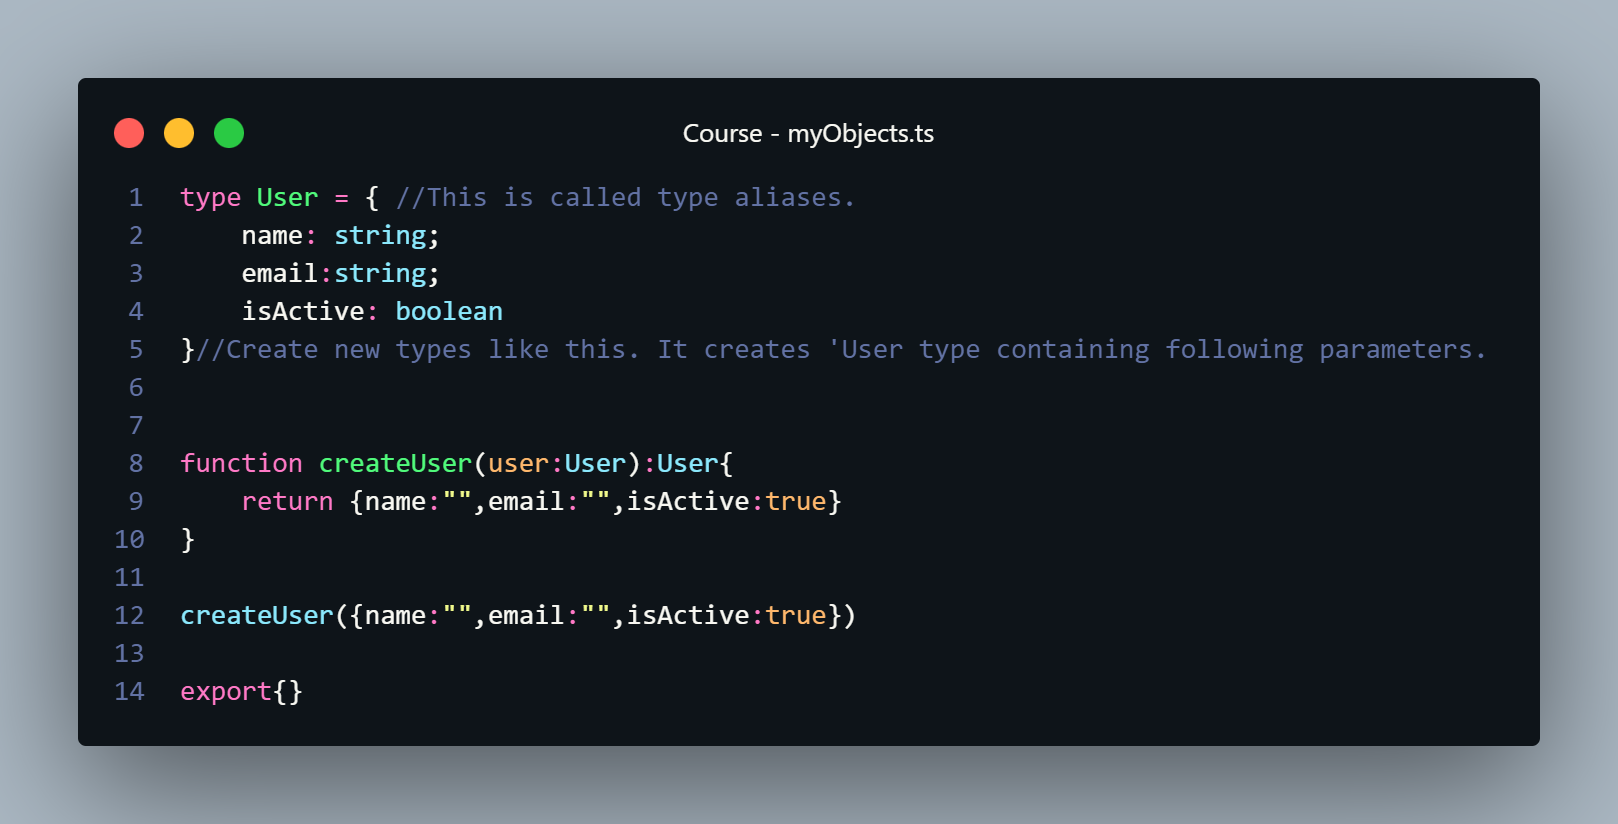 Course - myObjects.ts
1 type User = { //This is called type aliases.
2     name: string;
3     email:string;
4     isActive: boolean
5 }//Create new types like this. It creates 'User type containing following parameters.
6
7
8 function createUser(user:User):User{
9     return {name:"",email:"",isActive:true}
10 }
11
12 createUser({name:"",email:"",isActive:true})
13
14 export{}